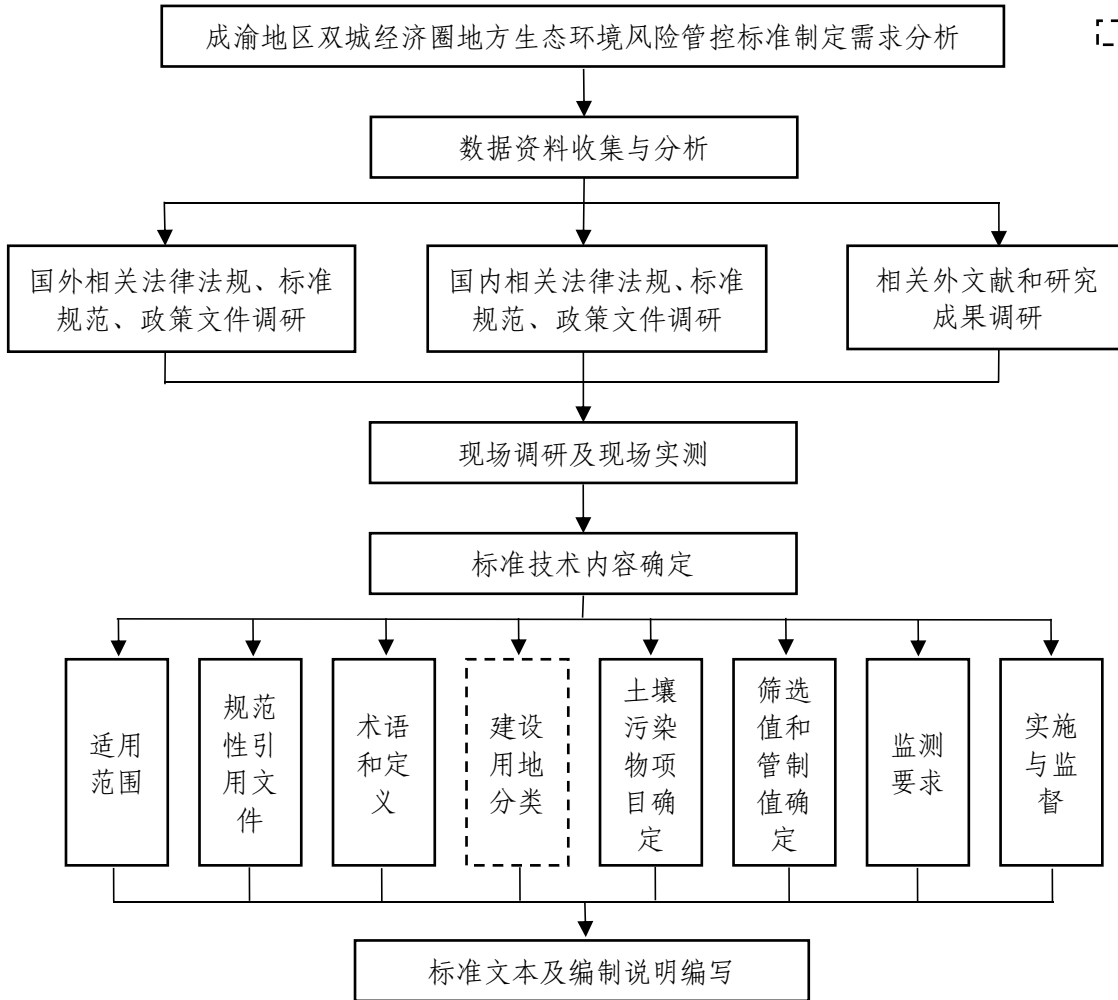 成渝地区双城经济圈地方生态环境风险管控标准制定需求分析
数据资料收集与分析
国外相关法律法规、标准
规范、政策文件调研
国内相关法律法规、标准
规范、政策文件调研
相关外文献和研究
成果调研
现场调研及现场实测
标准技术内容确定
适用
范围
规范
性引
用文
件
术语
和定
义
建设
用地
分类
土壤
污染
物项
目确
定
筛选
值和
管制
值确
定
监测
要求
实施
与监
督
标准文本及编制说明编写